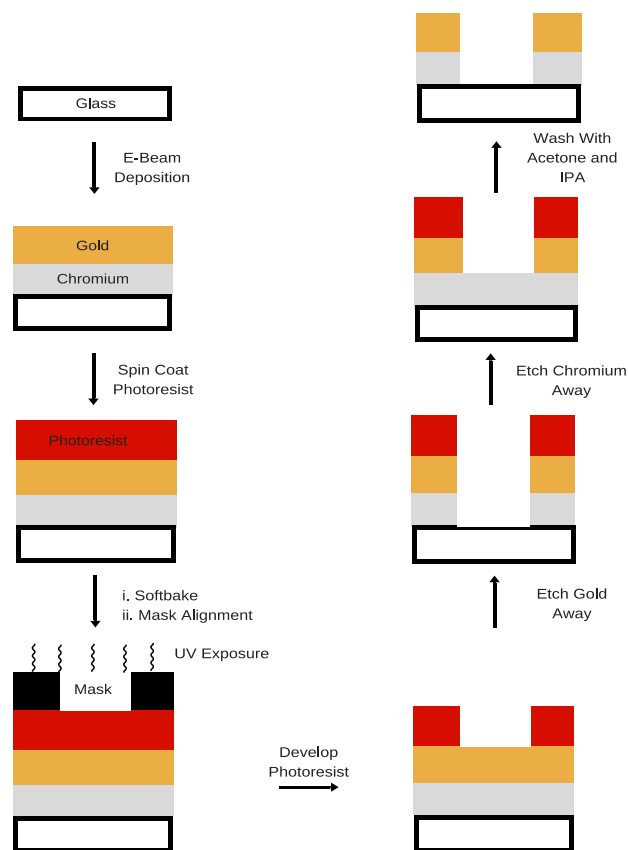 Glass
E-Beam
Deposition
Gold
Chromium
Spin Coat
Photoresist
Photoresist
i. Softbake
ii. Mask Alignment
UV Exposure
Mask
Develop
Photoresist
Etch Gold
Away
Etch Chromium
Away
Wash With
Acetone and
IPA